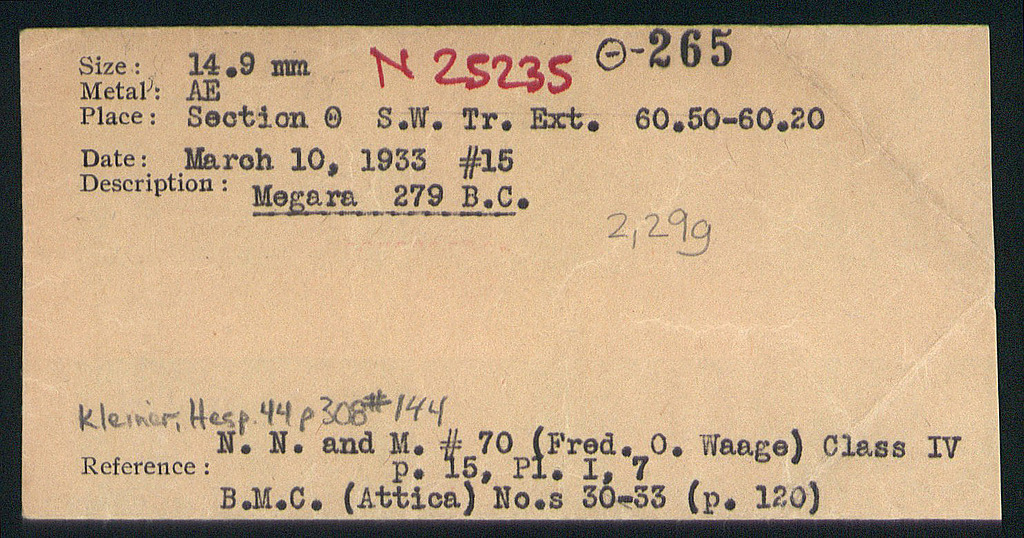 Size: 14.9 mm N 25235 Θ-265
Metal: AE
Place: Section Θ S.W. Tr. Ext. 60.50-60.20
Date: March 10, 1933 #15
Description: Megara 279 B.C.
2,29g
Kleiner, Hesp. 44 p 308 #144
N. N. and M. # 70 (Fred. O. Waage) Class IV
Reference: p. 15, Pl. I, 7
B.M.C. (Attica) No.s 30-33 (p. 120)